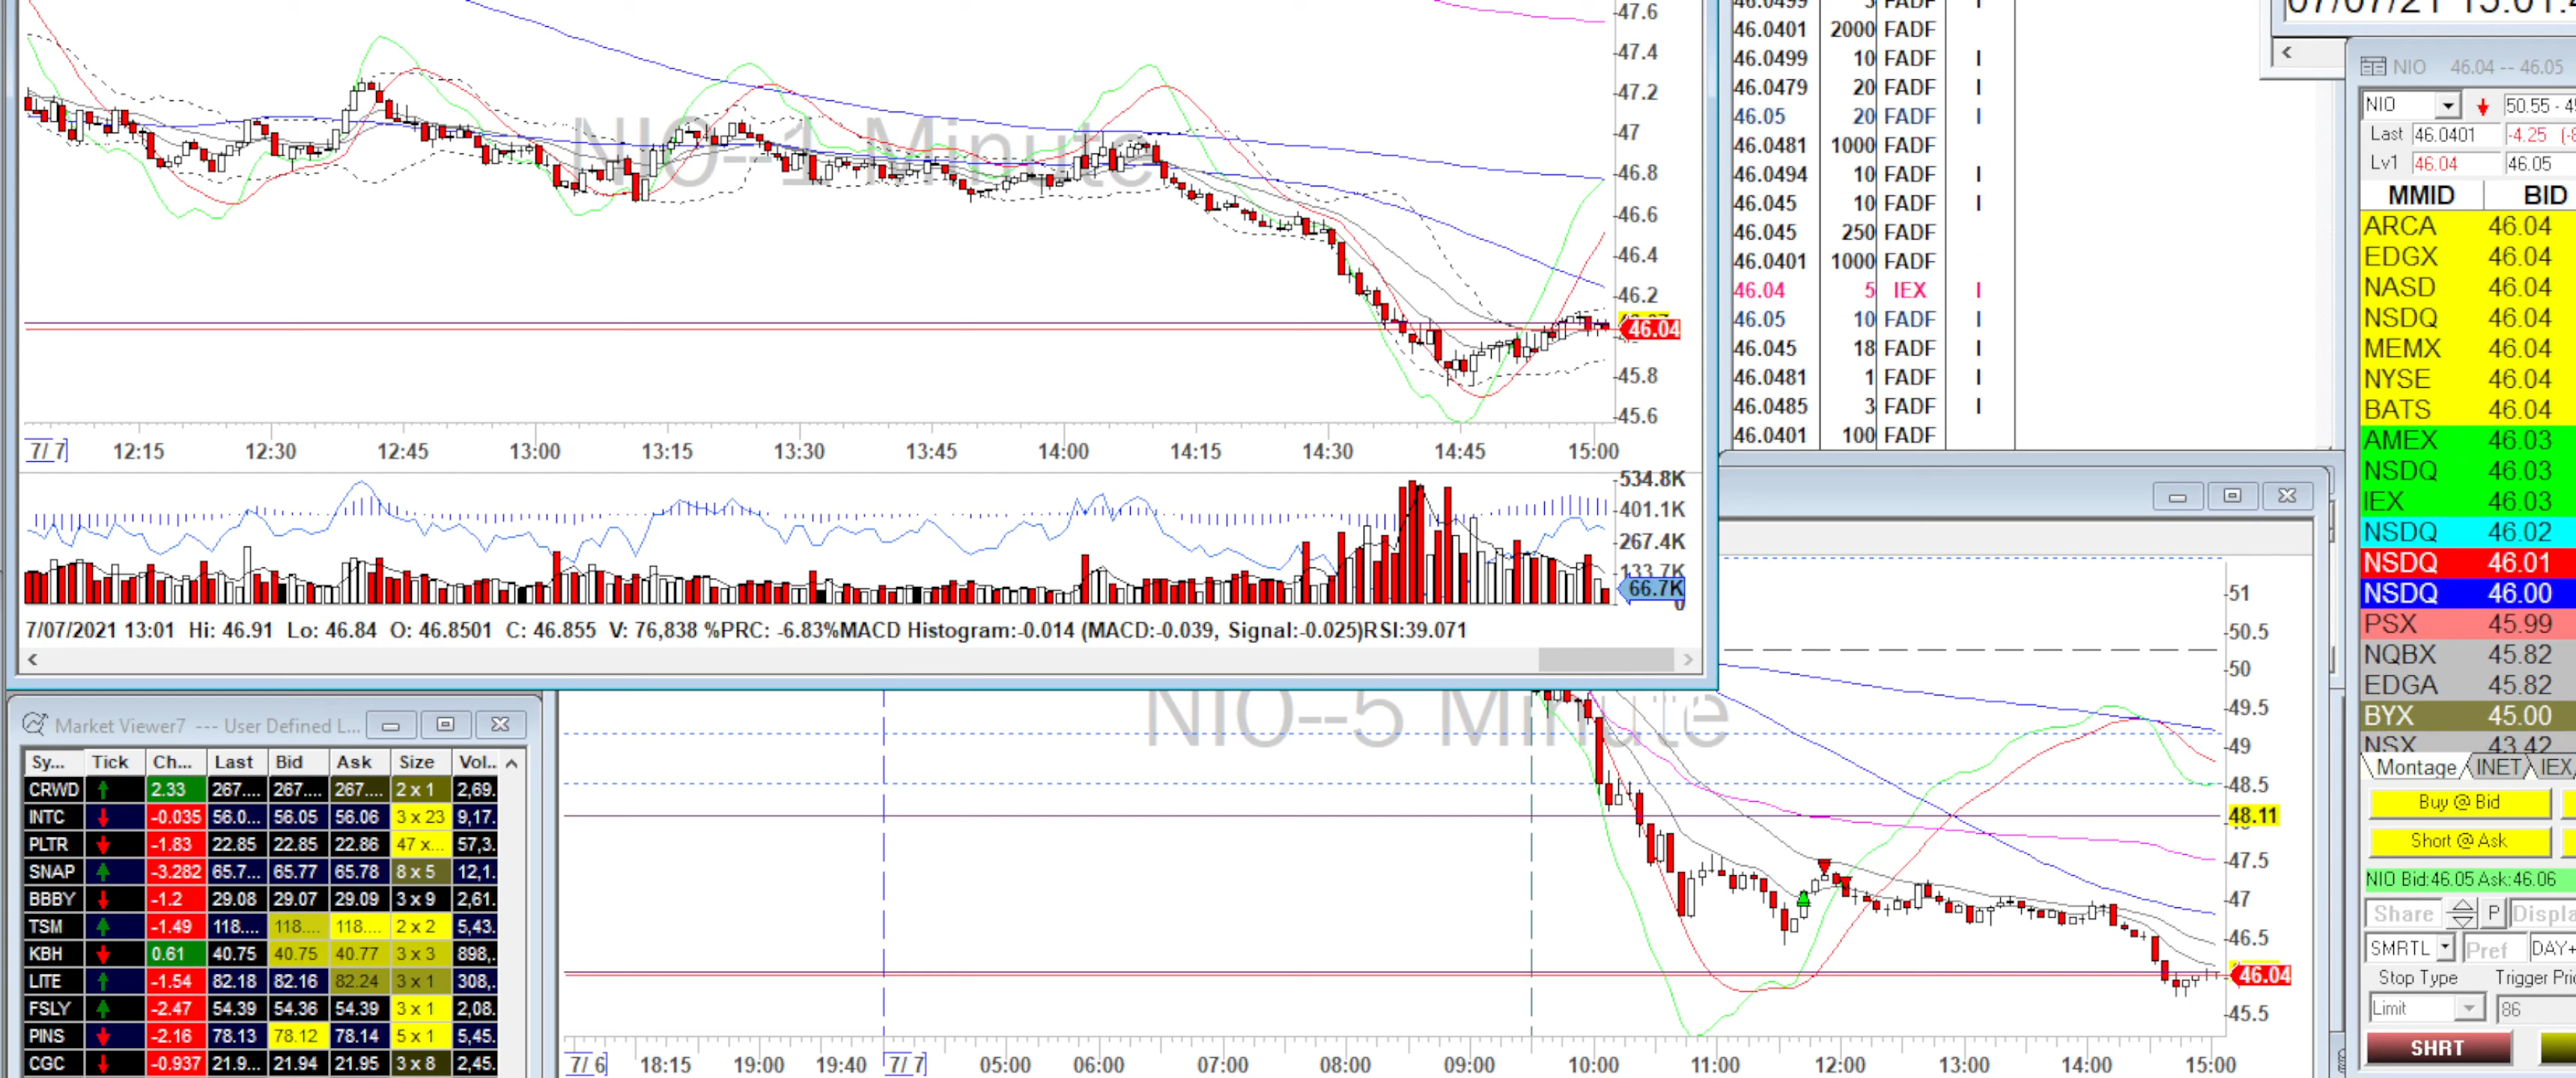 47.6
47.4
47.2
47
46.8
46.6
46.4
46.2
46.04
45.8
45.6
NIO--1 Minute
7/ 7 12:15 12:30 12:45 13:00 13:15 13:30 13:45 14:00 14:15 14:30 14:45 15:00
534.8K
401.1K
267.4K
133.7K
66.7K
0
7/07/2021 13:01 Hi: 46.91 Lo: 46.84 O: 46.8501 C: 46.855 V: 76,838 %PRC: -6.83%MACD Histogram:-0.014 (MACD:-0.039, Signal:-0.025)RSI:39.071
46.0499 3 FADF I
46.0401 2000 FADF
46.0499 10 FADF I
46.0479 20 FADF I
46.05 20 FADF I
46.0481 1000 FADF
46.0494 10 FADF I
46.045 10 FADF I
46.045 250 FADF
46.0401 1000 FADF
46.04 5 IEX I
46.05 10 FADF I
46.045 18 FADF I
46.0481 1 FADF I
46.0485 3 FADF I
46.0401 100 FADF
07/07/21 15:01:
NIO 46.04 -- 46.05
NIO 50.55 - 4
Last 46.0401 -4.25
Lv1 46.04 46.05
MMID BID
ARCA 46.04
EDGX 46.04
NASD 46.04
NSDQ 46.04
MEMX 46.04
NYSE 46.04
BATS 46.04
AMEX 46.03
NSDQ 46.03
IEX 46.03
NSDQ 46.02
NSDQ 46.01
NSDQ 46.00
PSX 45.99
NQBX 45.82
EDGA 45.82
BYX 45.00
NSX 43.42
Montage INET IEX
Buy @ Bid
Short @ Ask
NIO Bid:46.05 Ask:46.06
Share P Displa
SMRTL Pref DAY+
Stop Type Trigger Pri
Limit 86
SHRT
Market Viewer7 --- User Defined L...
Sy... Tick Ch... Last Bid Ask Size Vol..
CRWD 2.33 267.... 267.... 267.... 2 x 1 2,69.
INTC -0.035 56.0... 56.05 56.06 3 x 23 9,17.
PLTR -1.83 22.85 22.85 22.86 47 x... 57,3.
SNAP -3.282 65.7... 65.77 65.78 8 x 5 12,1.
BBBY -1.2 29.08 29.07 29.09 3 x 9 2,61.
TSM -1.49 118.... 118.... 118.... 2 x 2 5,43.
KBH 0.61 40.75 40.75 40.77 3 x 3 898,.
LITE -1.54 82.18 82.16 82.24 3 x 1 308,.
FSLY -2.47 54.39 54.36 54.39 3 x 1 2,08.
PINS -2.16 78.13 78.12 78.14 5 x 1 5,45.
CGC -0.937 21.9... 21.94 21.95 3 x 8 2,45.
NIO--5 Minute
51
50.5
50
49.5
49
48.5
48.11
47.5
47
46.5
46.04
45.5
7/ 6 18:15 19:00 19:40 7/ 7 05:00 06:00 07:00 08:00 09:00 10:00 11:00 12:00 13:00 14:00 15:00